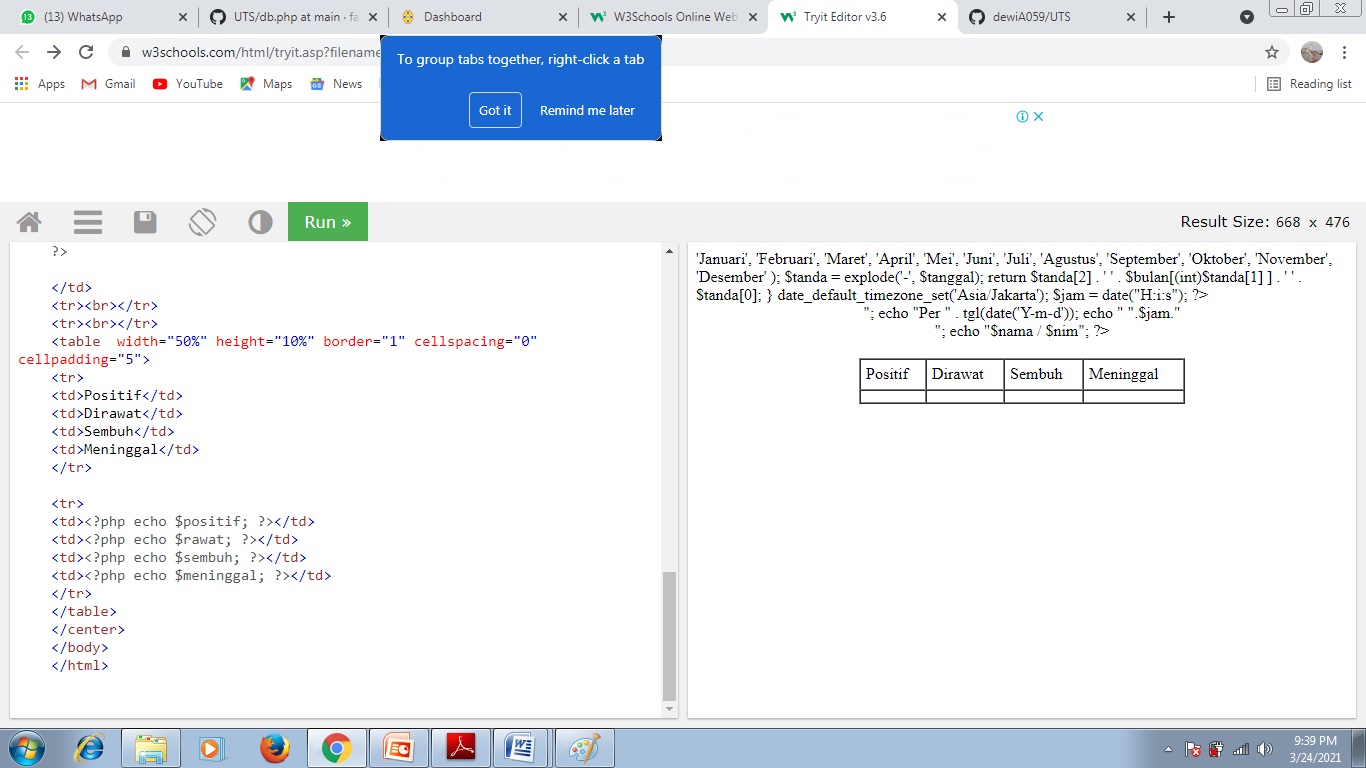 (13) WhatsApp
UTS/db.php at main · fa
Dashboard
W3Schools Online Web
Tryit Editor v3.6
dewiA059/UTS
w3schools.com/html/tryit.asp?filename
To group tabs together, right-click a tab
Got it
Remind me later
Apps
Gmail
YouTube
Maps
News
Reading list
Run »
Result Size: 668 x 476
?>
</td>
<tr><br></tr>
<tr><br></tr>
<table  width="50%" height="10%" border="1" cellspacing="0"
cellpadding="5">
<tr>
<td>Positif</td>
<td>Dirawat</td>
<td>Sembuh</td>
<td>Meninggal</td>
</tr>
<tr>
<td><?php echo $positif; ?></td>
<td><?php echo $rawat; ?></td>
<td><?php echo $sembuh; ?></td>
<td><?php echo $meninggal; ?></td>
</tr>
</table>
</center>
</body>
</html>
'Januari', 'Februari', 'Maret', 'April', 'Mei', 'Juni', 'Juli', 'Agustus', 'September', 'Oktober', 'November',
'Desember' ); $tanda = explode('-', $tanggal); return $tanda[2] . ' ' . $bulan[(int)$tanda[1] ] . ' ' .
$tanda[0]; } date_default_timezone_set('Asia/Jakarta'); $jam = date("H:i:s"); ?>
"; echo "Per " . tgl(date('Y-m-d')); echo " ".$jam."
"; echo "$nama / $nim"; ?>
Positif Dirawat Sembuh Meninggal
9:39 PM
3/24/2021